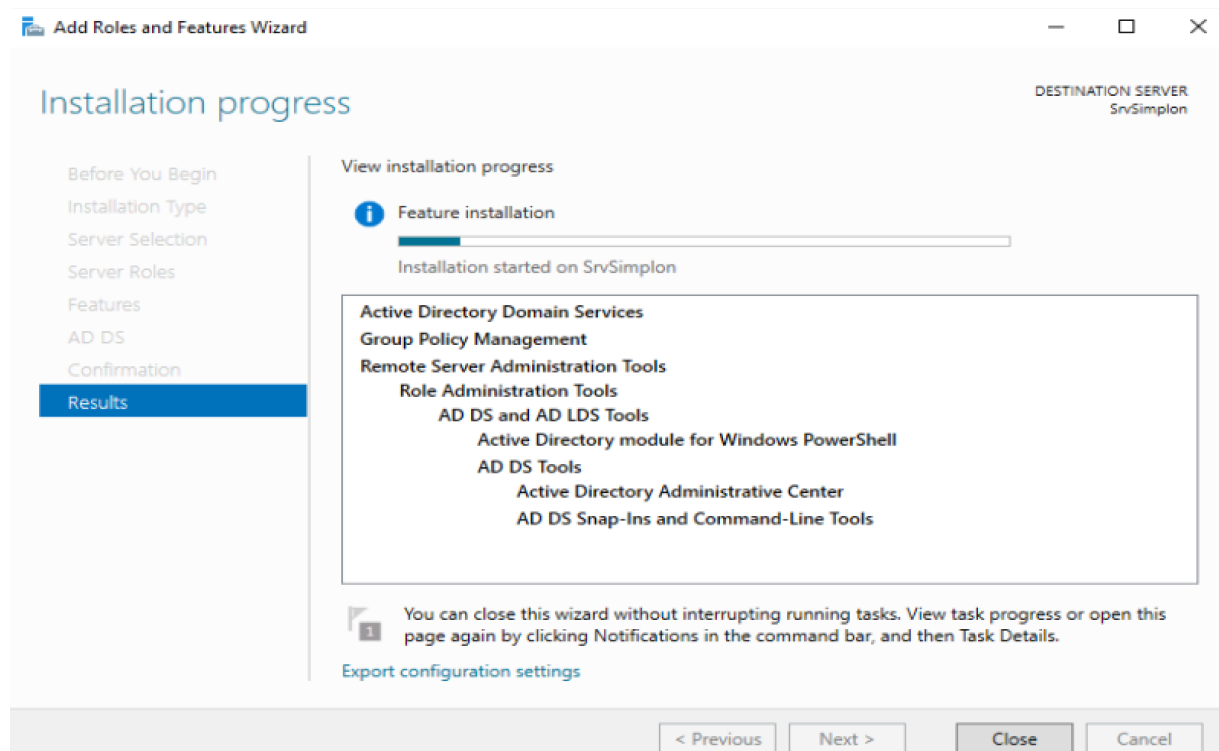 Add Roles and Features Wizard
Installation progress
DESTINATION SERVER
SrvSimplon
Before You Begin
Installation Type
Server Selection
Server Roles
Features
AD DS
Confirmation
Results
View installation progress
Feature installation
Installation started on SrvSimplon
Active Directory Domain Services
Group Policy Management
Remote Server Administration Tools
Role Administration Tools
AD DS and AD LDS Tools
Active Directory module for Windows PowerShell
AD DS Tools
Active Directory Administrative Center
AD DS Snap-Ins and Command-Line Tools
1
You can close this wizard without interrupting running tasks. View task progress or open this
page again by clicking Notifications in the command bar, and then Task Details.
Export configuration settings
< Previous
Next >
Close
Cancel